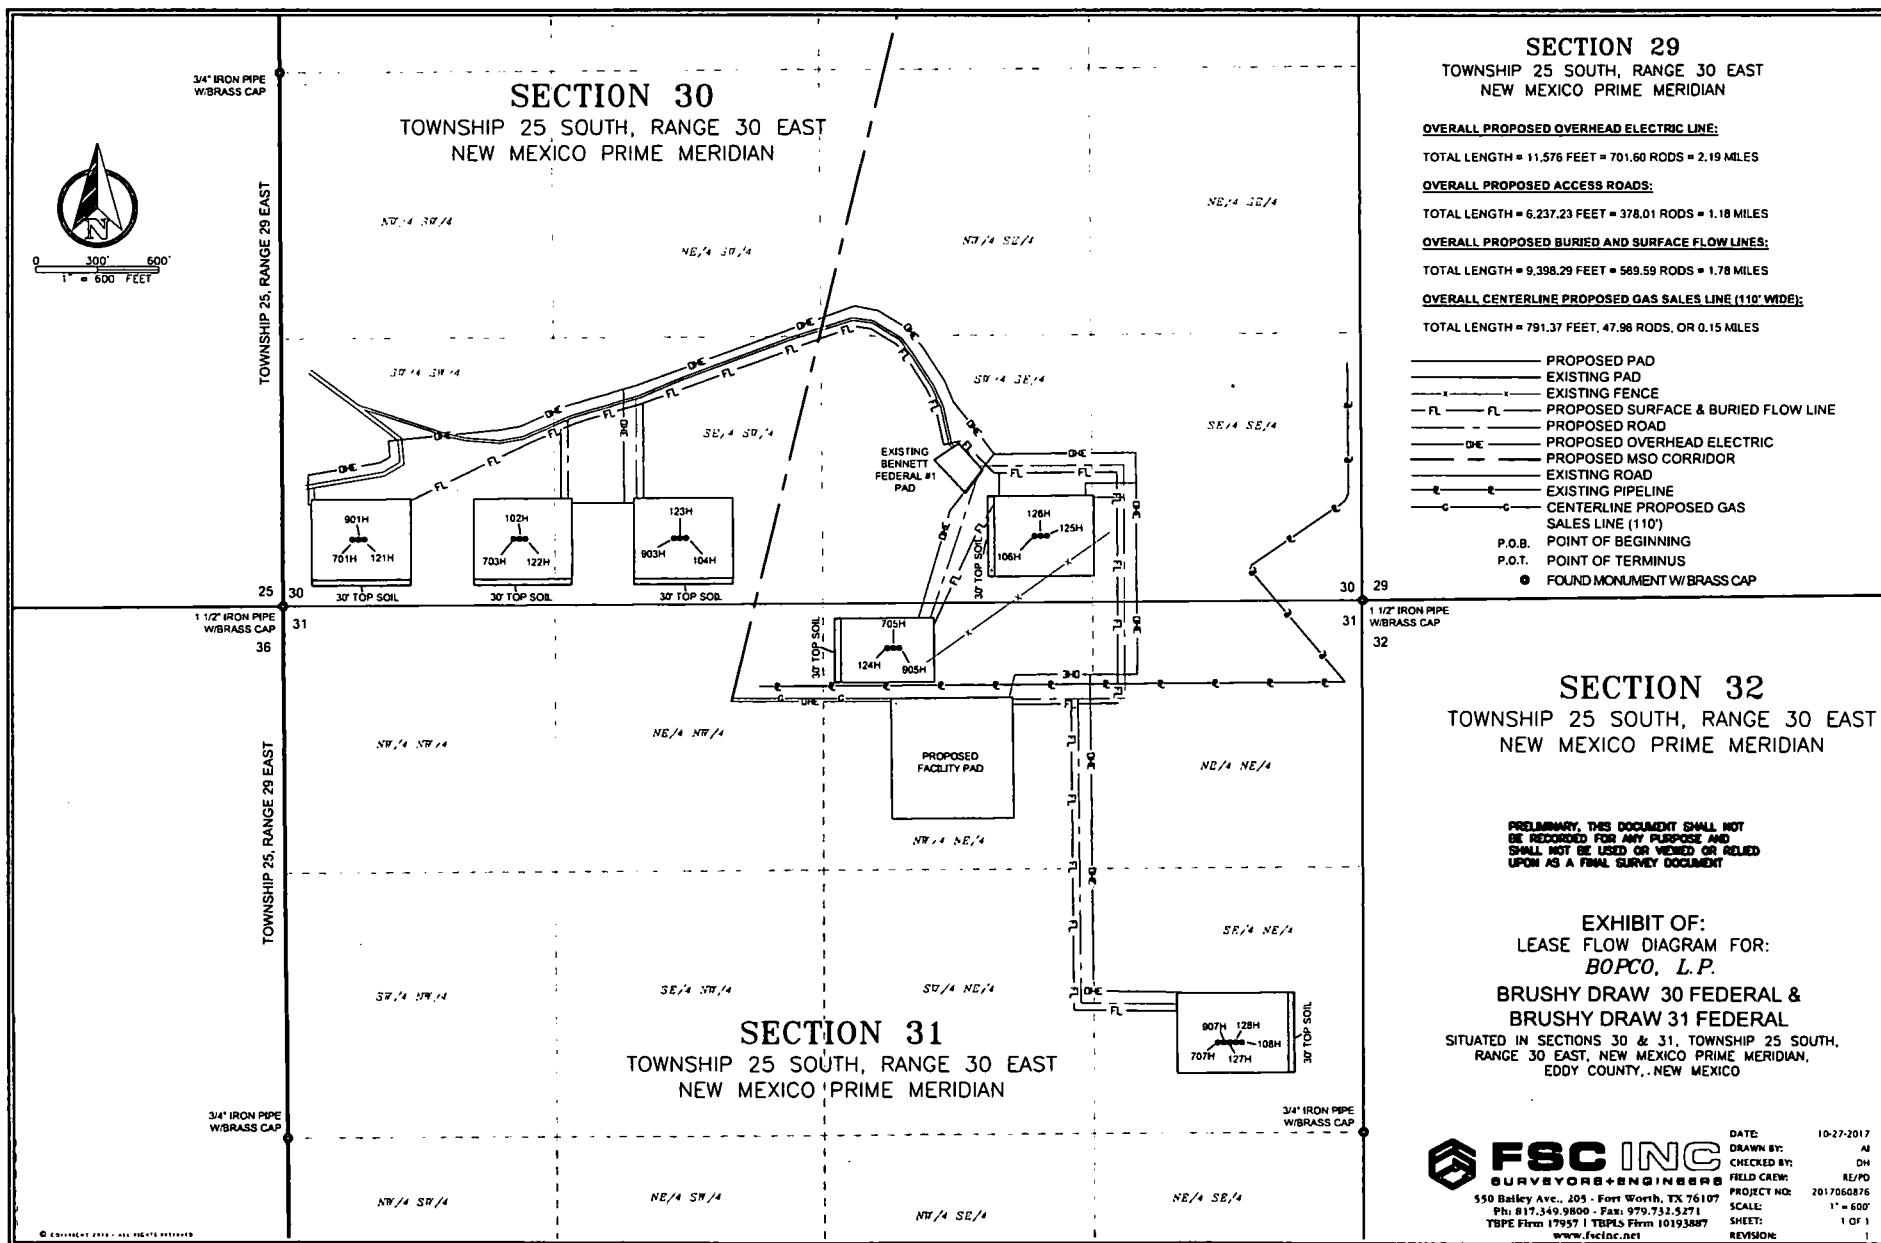 3/4" IRON PIPE
W/BRASS CAP
SECTION 30
TOWNSHIP 25 SOUTH, RANGE 30 EAST
NEW MEXICO PRIME MERIDIAN
N
0 300' 600'
1" = 600 FEET
TOWNSHIP 25, RANGE 29 EAST
NW/4 SW/4
NE/4 SW/4
NW/4 SE/4
NE/4 SE/4
SW/4 SW/4
SE/4 SW/4
SW/4 SE/4
SE/4 SE/4
OHE
OHE
OHE
OHE
OHE
OHE
FL
FL
FL
FL
FL
FL
EXISTING
BENNETT
FEDERAL #1
PAD
901H
701H 121H
30' TOP SOIL
102H
703H 122H
30' TOP SOIL
123H
903H 104H
30' TOP SOIL
126H
125H
106H
30' TOP SOIL
25 30
31
36
1 1/2" IRON PIPE
W/BRASS CAP
30 29
31
32
1 1/2" IRON PIPE
W/BRASS CAP
705H
124H 905H
30' TOP SOIL
PROPOSED
FACILITY PAD
TOWNSHIP 25, RANGE 29 EAST
NW/4 NW/4
NE/4 NW/4
NW/4 NE/4
NE/4 NE/4
SW/4 NW/4
SE/4 NW/4
SW/4 NE/4
SE/4 NE/4
907H 128H
108H
707H 127H
30' TOP SOIL
SECTION 31
TOWNSHIP 25 SOUTH, RANGE 30 EAST
NEW MEXICO PRIME MERIDIAN
3/4" IRON PIPE
W/BRASS CAP
3/4" IRON PIPE
W/BRASS CAP
NW/4 SW/4
NE/4 SW/4
NW/4 SE/4
NE/4 SE/4
© COPYRIGHT - ALL RIGHTS RESERVED
SECTION 29
TOWNSHIP 25 SOUTH, RANGE 30 EAST
NEW MEXICO PRIME MERIDIAN
OVERALL PROPOSED OVERHEAD ELECTRIC LINE:
TOTAL LENGTH = 11,576 FEET = 701.60 RODS = 2.19 MILES
OVERALL PROPOSED ACCESS ROADS:
TOTAL LENGTH = 6,237.23 FEET = 378.01 RODS = 1.18 MILES
OVERALL PROPOSED BURIED AND SURFACE FLOW LINES:
TOTAL LENGTH = 9,398.29 FEET = 569.59 RODS = 1.78 MILES
OVERALL CENTERLINE PROPOSED GAS SALES LINE (110' WIDE):
TOTAL LENGTH = 791.37 FEET, 47.96 RODS, OR 0.15 MILES
PROPOSED PAD
EXISTING PAD
x x EXISTING FENCE
FL FL PROPOSED SURFACE & BURIED FLOW LINE
PROPOSED ROAD
OHE PROPOSED OVERHEAD ELECTRIC
PROPOSED MSO CORRIDOR
EXISTING ROAD
EXISTING PIPELINE
G G CENTERLINE PROPOSED GAS
SALES LINE (110')
P.O.B. POINT OF BEGINNING
P.O.T. POINT OF TERMINUS
FOUND MONUMENT W/ BRASS CAP
SECTION 32
TOWNSHIP 25 SOUTH, RANGE 30 EAST
NEW MEXICO PRIME MERIDIAN
PRELIMINARY, THIS DOCUMENT SHALL NOT
BE RECORDED FOR ANY PURPOSE AND
SHALL NOT BE USED OR VIEWED OR RELIED
UPON AS A FINAL SURVEY DOCUMENT
EXHIBIT OF:
LEASE FLOW DIAGRAM FOR:
BOPCO, L.P.
BRUSHY DRAW 30 FEDERAL &
BRUSHY DRAW 31 FEDERAL
SITUATED IN SECTIONS 30 & 31, TOWNSHIP 25 SOUTH,
RANGE 30 EAST, NEW MEXICO PRIME MERIDIAN,
EDDY COUNTY, NEW MEXICO
FSC INC
SURVEYORS+ENGINEERS
550 Bailey Ave., 205 - Fort Worth, TX 76107
Ph: 817.349.9800 - Fax: 979.732.5271
TBPE Firm 17957 | TBPLS Firm 10193887
www.fscinc.net
DATE: 10-27-2017
DRAWN BY: AI
CHECKED BY: DH
FIELD CREW: RE/PD
PROJECT NO: 2017060876
SCALE: 1" = 600'
SHEET: 1 OF 1
REVISION: 1